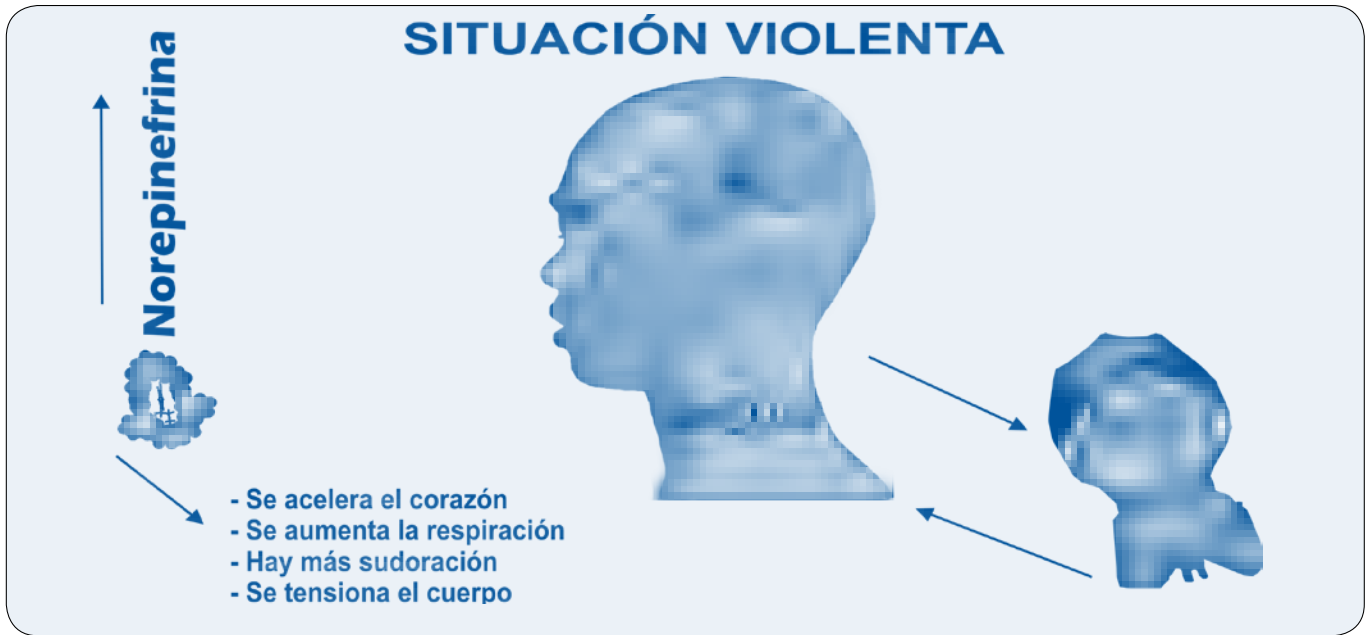 SITUACIÓN VIOLENTA
Norepinefrina
- Se acelera el corazón
- Se aumenta la respiración
- Hay más sudoración
- Se tensiona el cuerpo